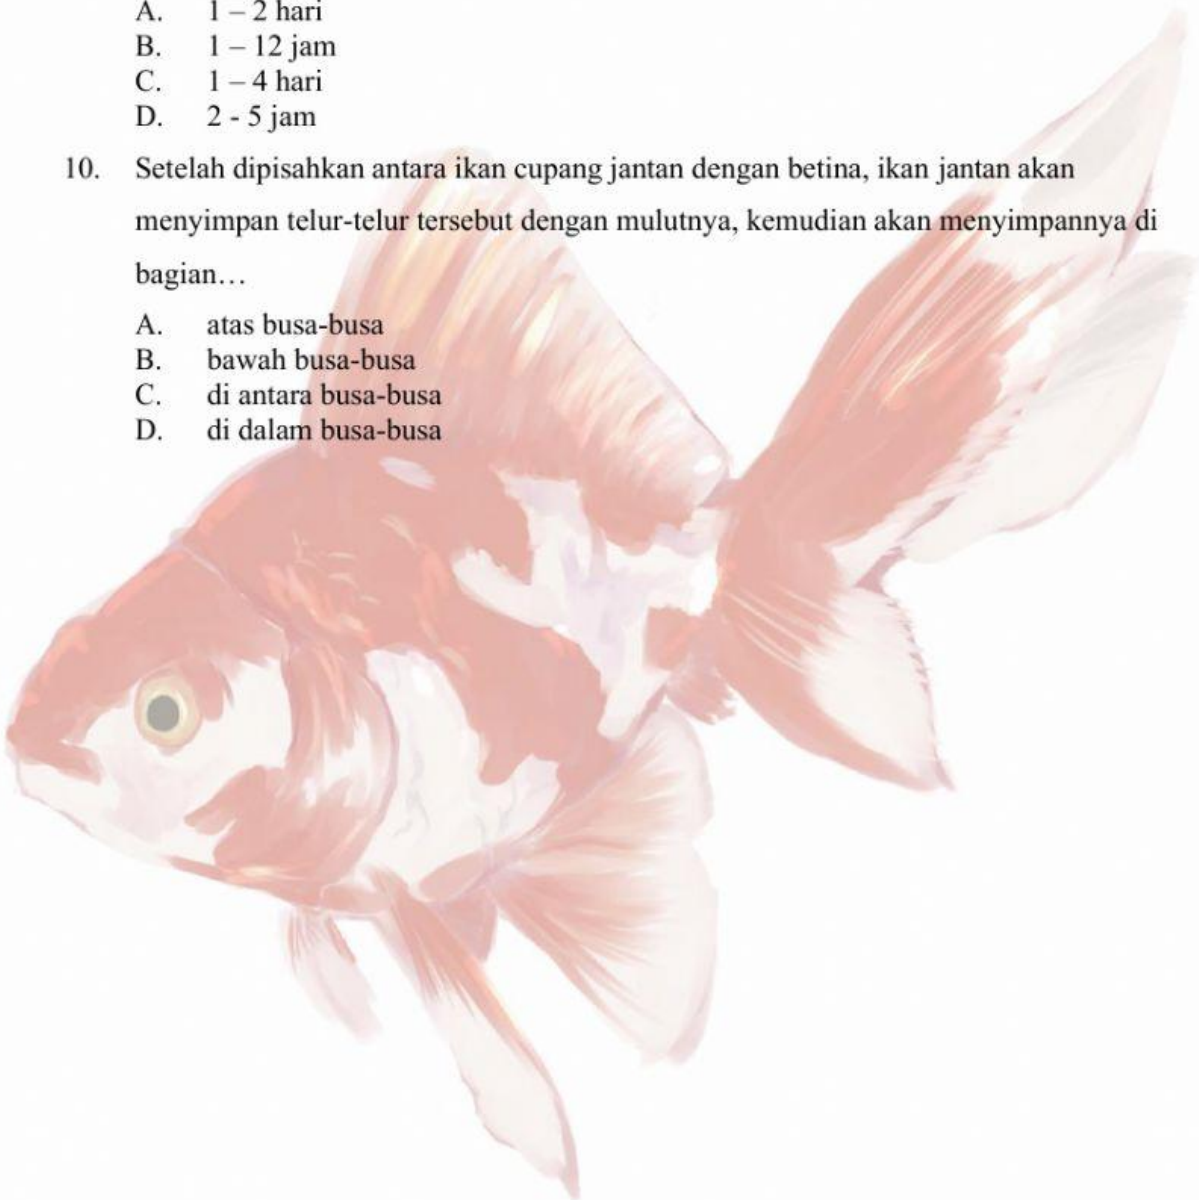 A. 1 – 2 hari
B. 1 – 12 jam
C. 1 – 4 hari
D. 2 - 5 jam
10. Setelah dipisahkan antara ikan cupang jantan dengan betina, ikan jantan akan
menyimpan telur-telur tersebut dengan mulutnya, kemudian akan menyimpannya di
bagian…
A. atas busa-busa
B. bawah busa-busa
C. di antara busa-busa
D. di dalam busa-busa